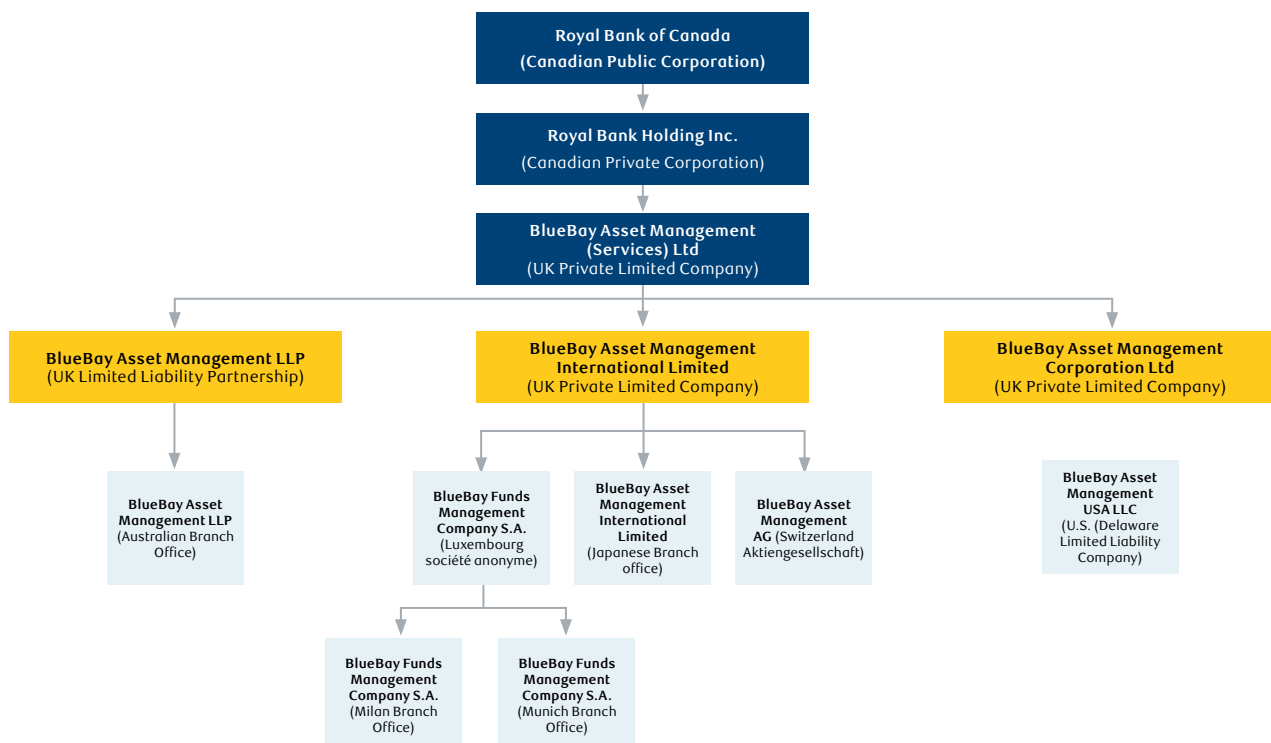 Royal Bank of Canada
(Canadian Public Corporation)
Royal Bank Holding Inc.
(Canadian Private Corporation)
BlueBay Asset Management
(Services) Ltd
(UK Private Limited Company)
BlueBay Asset Management LLP
(UK Limited Liability Partnership)
BlueBay Asset Management
International Limited
(UK Private Limited Company)
BlueBay Asset Management
Corporation Ltd
(UK Private Limited Company)
BlueBay Asset
Management LLP
(Australian Branch
Office)
BlueBay Funds
Management
Company S.A.
(Luxembourg
société anonyme)
BlueBay Asset
Management
International
Limited
(Japanese Branch
office)
BlueBay Asset
Management
AG (Switzerland
Aktiengesellschaft)
BlueBay Asset
Management
USA LLC
(U.S. (Delaware
Limited Liability
Company)
BlueBay Funds
Management
Company S.A.
(Milan Branch
Office)
BlueBay Funds
Management
Company S.A.
(Munich Branch
Office)